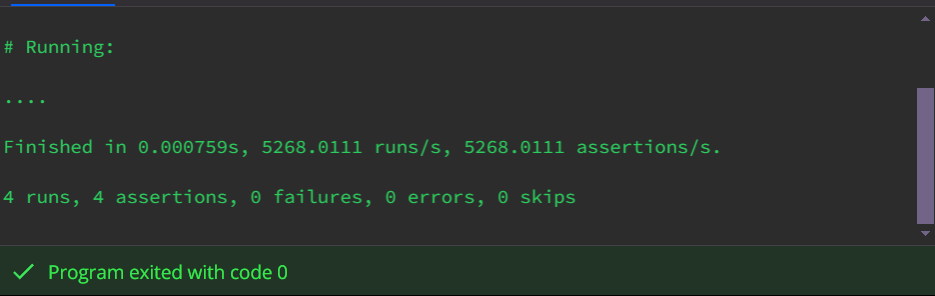 # Running:
....
Finished in 0.000759s, 5268.0111 runs/s, 5268.0111 assertions/s.
4 runs, 4 assertions, 0 failures, 0 errors, 0 skips
Program exited with code 0